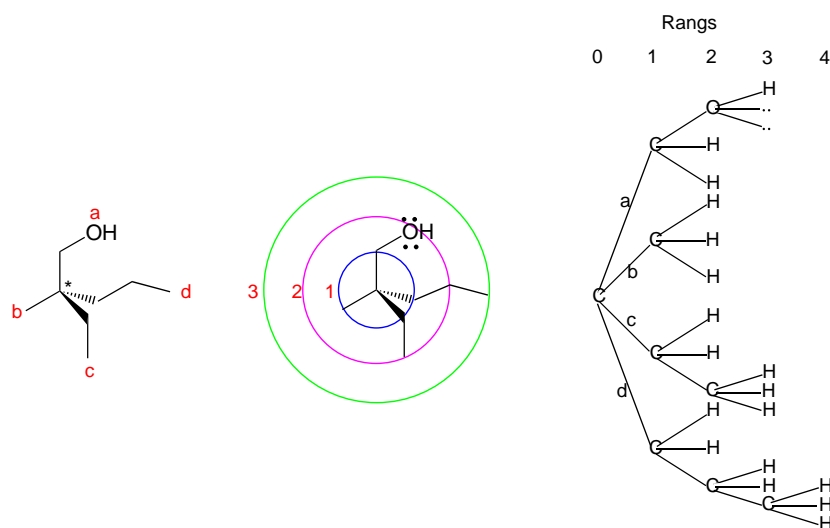 a
OH
*
b
d
c
3
2
1
OH
Rangs
0 1 2 3 4
H
O ..
..
C H
H
a H
C H
b H
C
c H
C H
H
d C H
H H
C H
H
C H H
C H
H